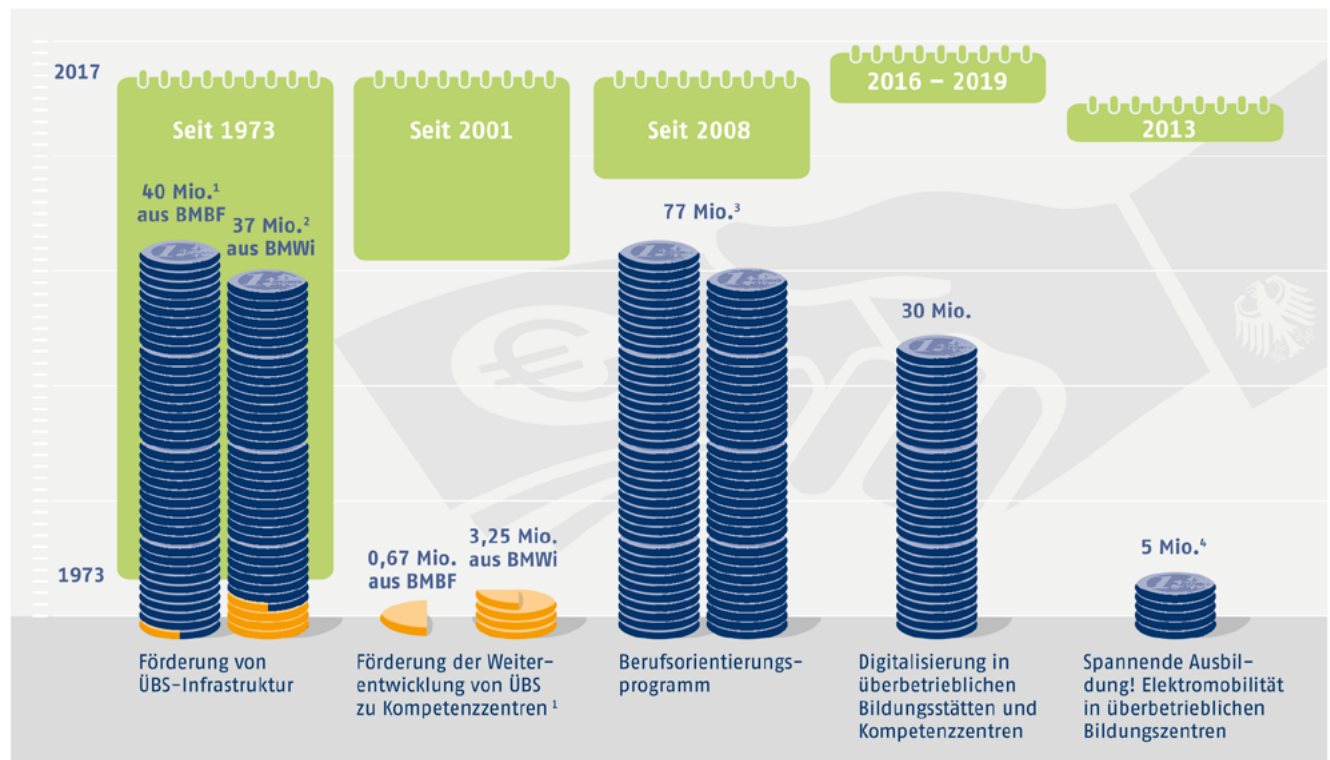 2017
1973
Seit 1973
40 Mio.¹
aus BMBF
37 Mio.²
aus BMWi
Förderung von
ÜBS-Infrastruktur
Seit 2001
0,67 Mio.
aus BMBF
3,25 Mio.
aus BMWi
Förderung der Weiter-
entwicklung von ÜBS
zu Kompetenzzentren ¹
Seit 2008
77 Mio.³
Berufsorientierungs-
programm
2016 – 2019
30 Mio.
Digitalisierung in
überbetrieblichen
Bildungsstätten und
Kompetenzzentren
2013
5 Mio.⁴
Spannende Ausbil-
dung! Elektromobilität
in überbetrieblichen
Bildungszentren